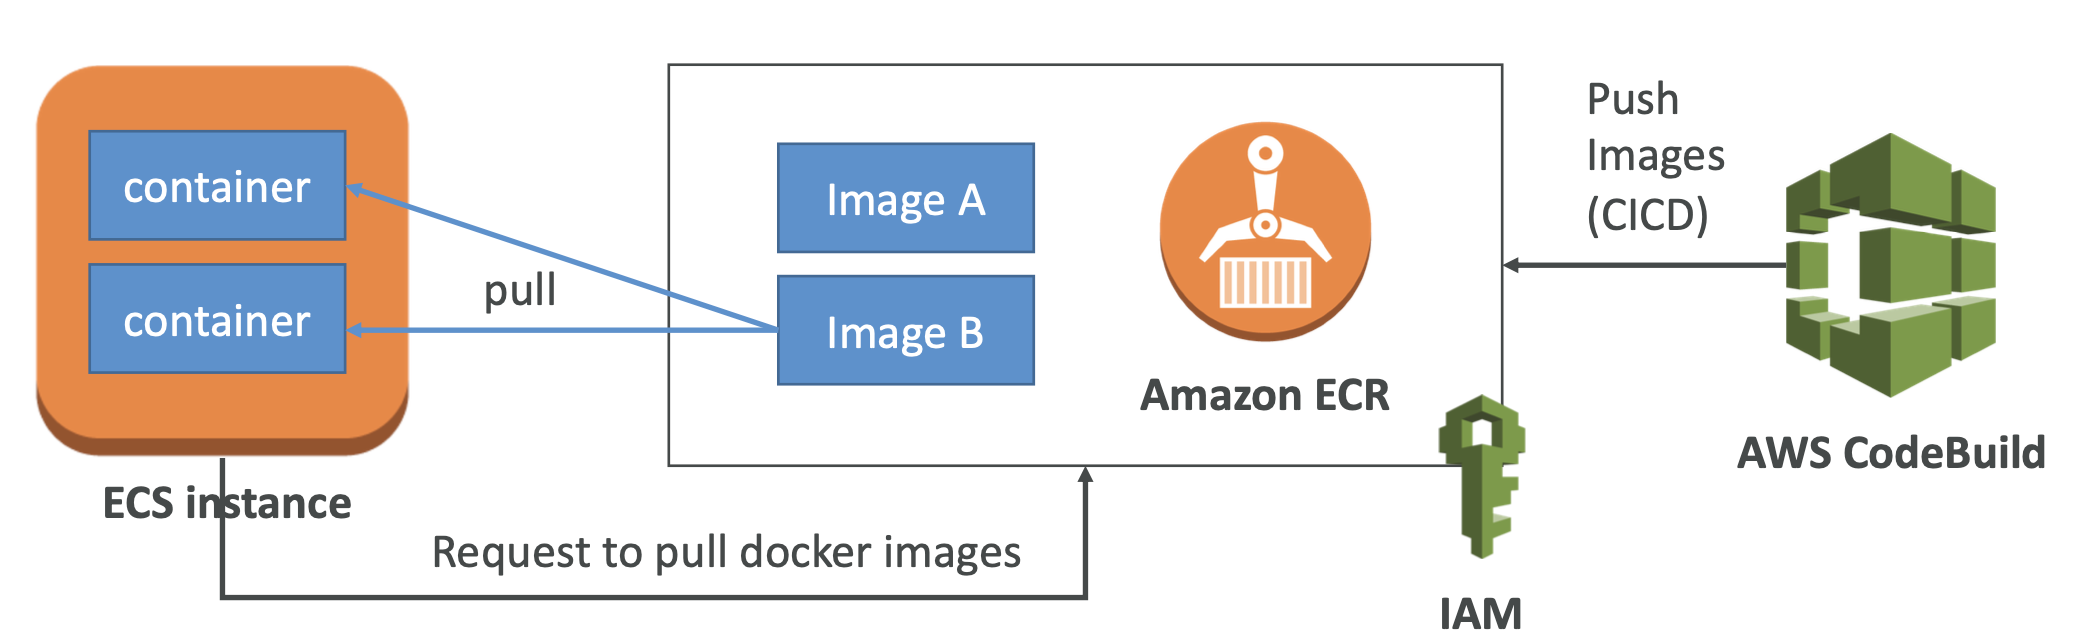 container
container
ECS instance
pull
Image A
Image B
Amazon ECR
Request to pull docker images
Push
Images
(CICD)
AWS CodeBuild
IAM